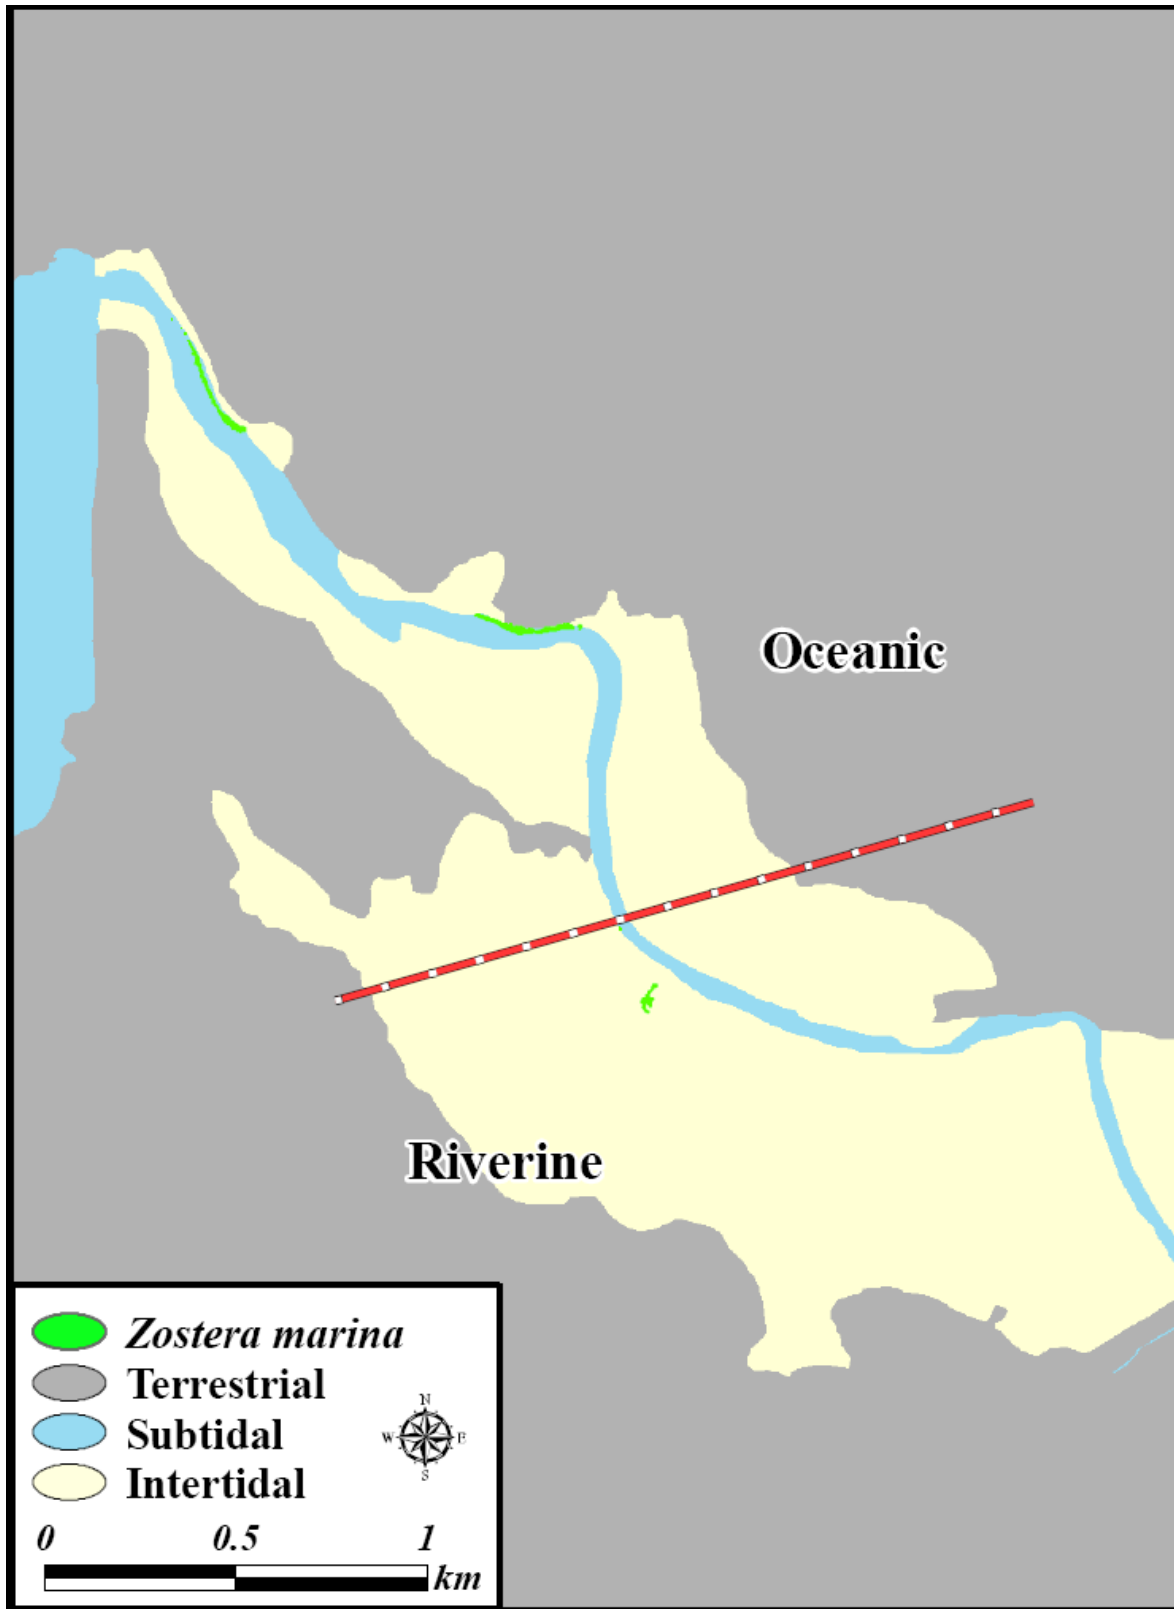 Oceanic
Riverine
Zostera marina
Terrestrial
Subtidal
Intertidal
N
W E
S
0 0.5 1
km